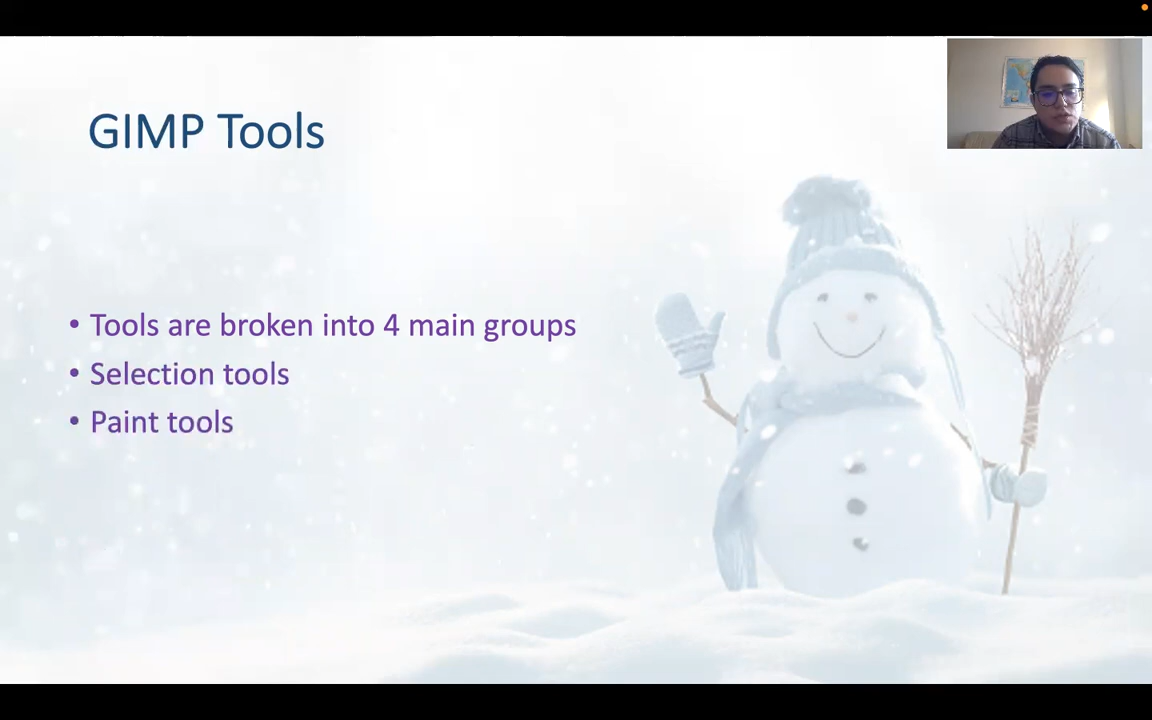 GIMP Tools
• Tools are broken into 4 main groups
• Selection tools
• Paint tools